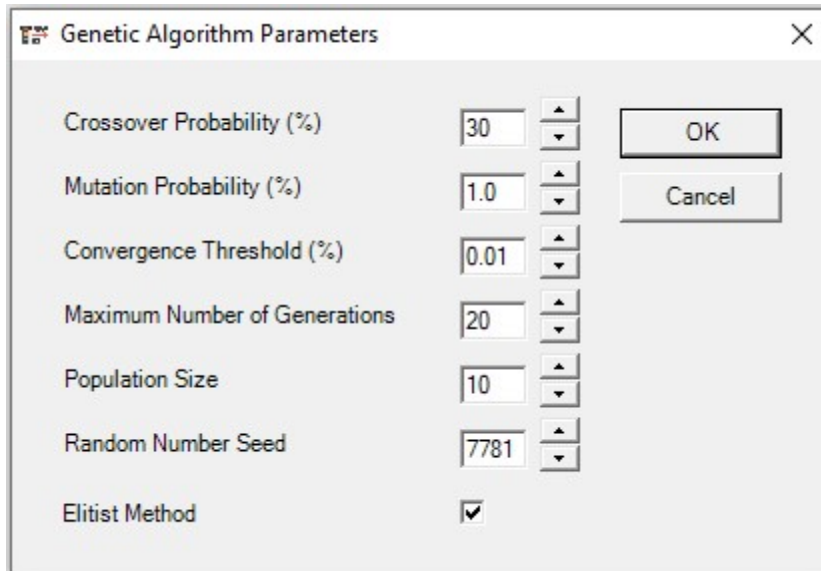 Genetic Algorithm Parameters
Crossover Probability (%) 30
OK
Mutation Probability (%) 1.0
Cancel
Convergence Threshold (%) 0.01
Maximum Number of Generations 20
Population Size 10
Random Number Seed 7781
Elitist Method